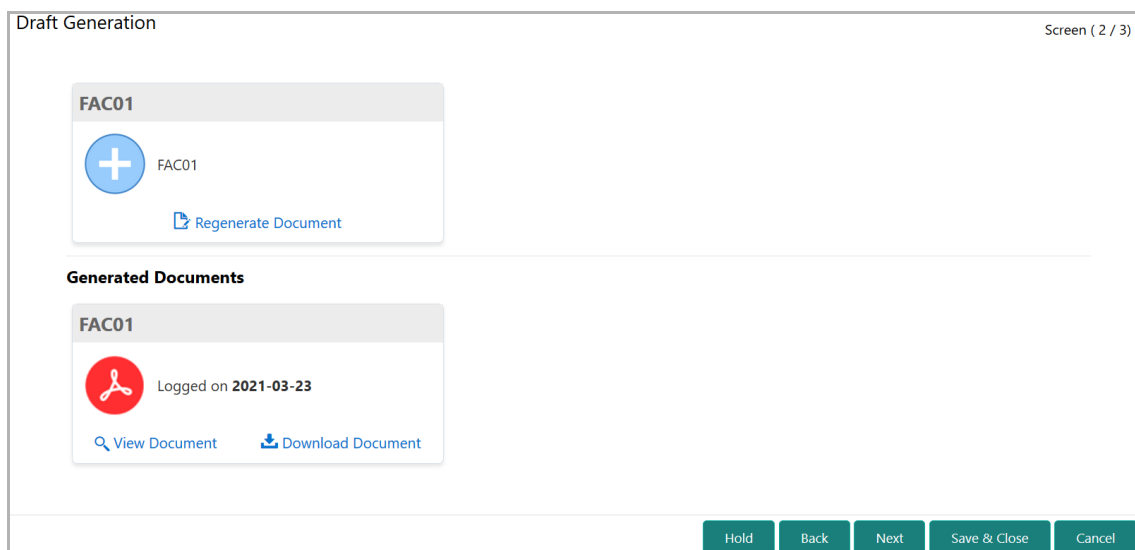 Draft Generation
Screen ( 2 / 3)
FAC01
FAC01
Regenerate Document
Generated Documents
FAC01
Logged on 2021-03-23
View Document Download Document
Hold Back Next Save & Close Cancel